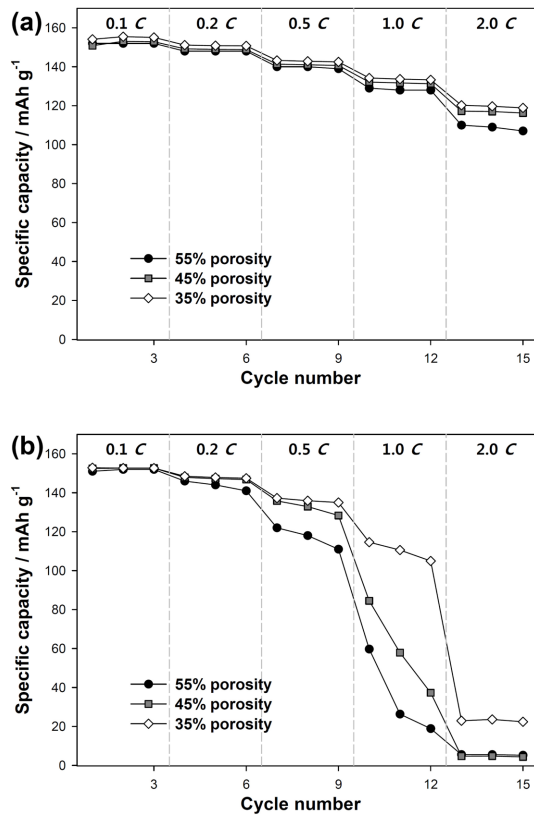 (a)
0.1 C 0.2 C 0.5 C 1.0 C 2.0 C
Specific capacity / mAh g⁻¹
160
140
120
100
80
60
40
20
0
55% porosity
45% porosity
35% porosity
3 6 9 12 15
Cycle number
(b)
0.1 C 0.2 C 0.5 C 1.0 C 2.0 C
Specific capacity / mAh g⁻¹
160
140
120
100
80
60
40
20
0
55% porosity
45% porosity
35% porosity
3 6 9 12 15
Cycle number